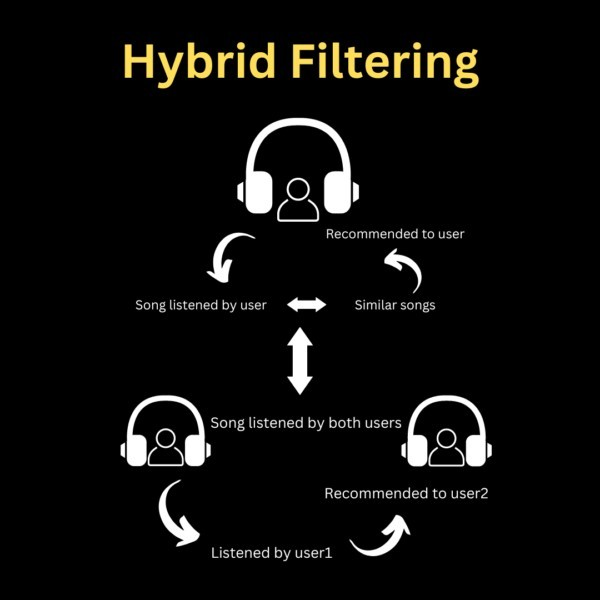 Hybrid Filtering
Recommended to user
Song listened by user
Similar songs
Song listened by both users
Recommended to user2
Listened by user1